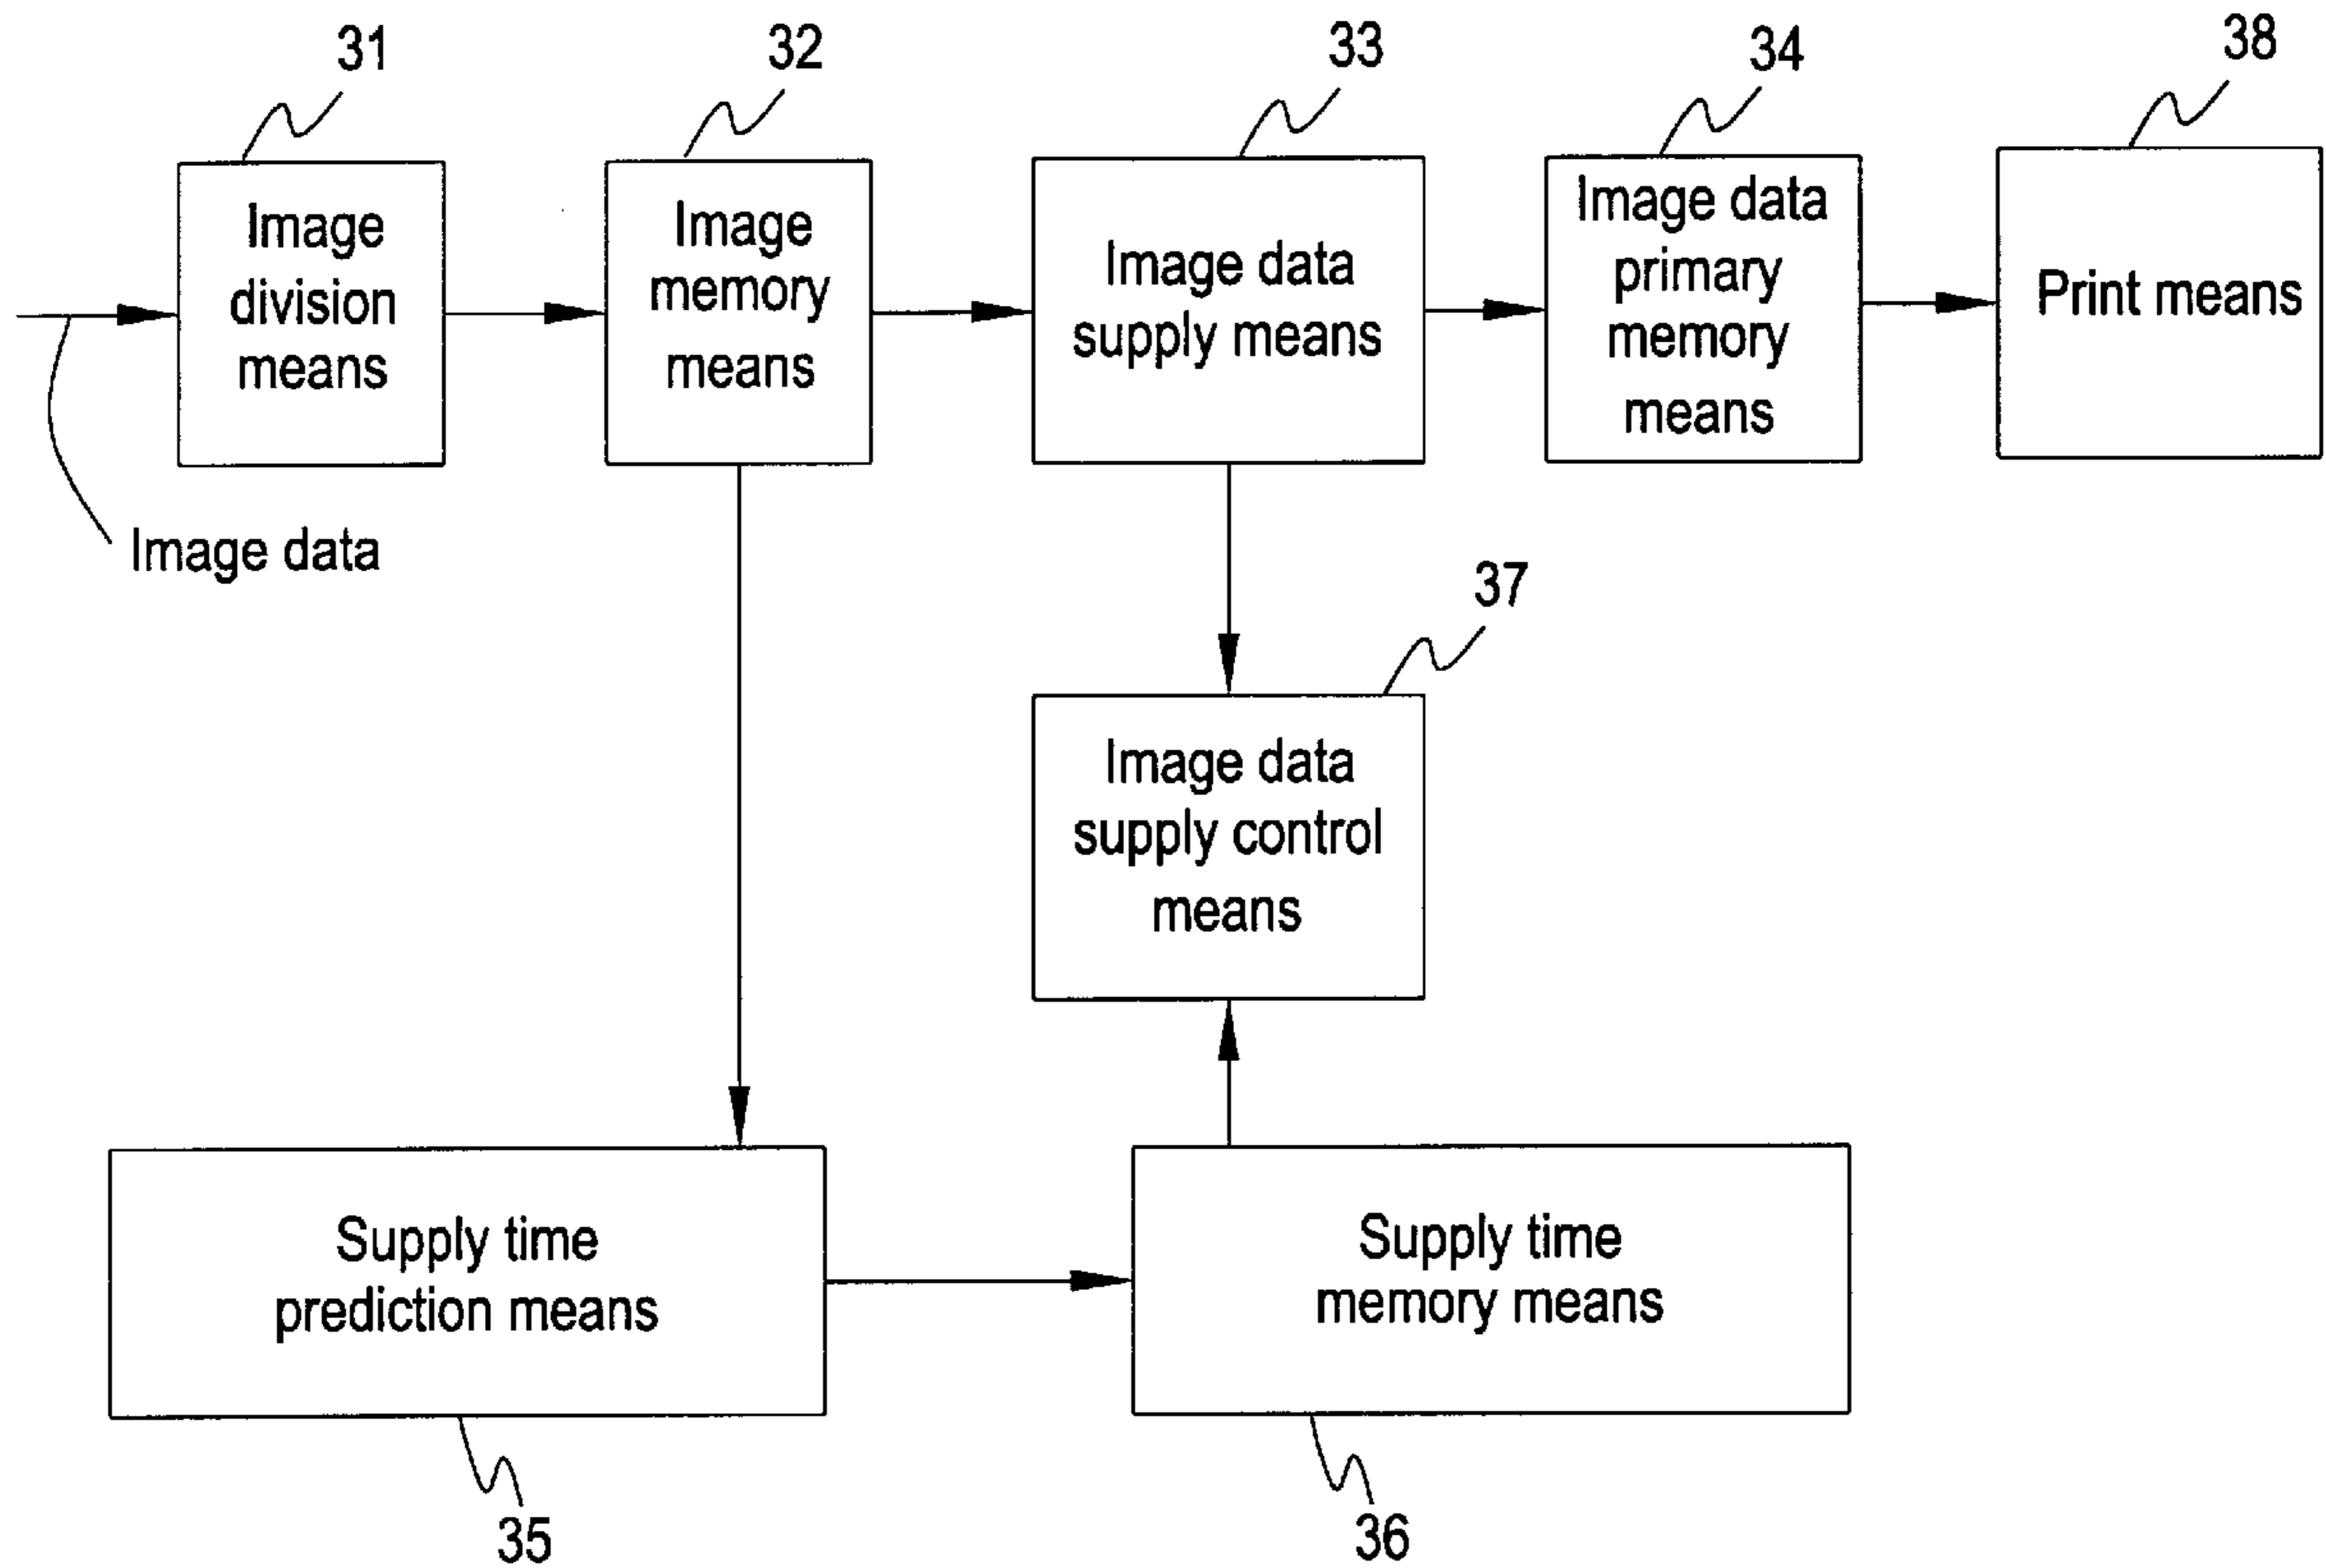 31
32
33
34
38
Image
division
means
Image
memory
means
Image data
supply means
Image data
primary
memory
means
Print means
Image data
37
Image data
supply control
means
Supply time
prediction means
Supply time
memory means
35
36